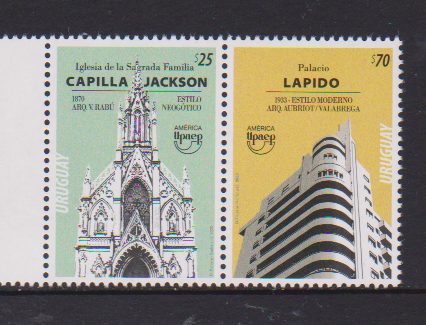 $25
Iglesia de la Sagrada Familia
CAPILLA JACKSON
1870
ARQ. V. RABÚ
ESTILO
NEOGÓTICO
AMÉRICA
upaep
URUGUAY
$70
Palacio
LAPIDO
1933 - ESTILO MODERNO
ARQ. AUBRIOT / VALABREGA
AMÉRICA
upaep
URUGUAY